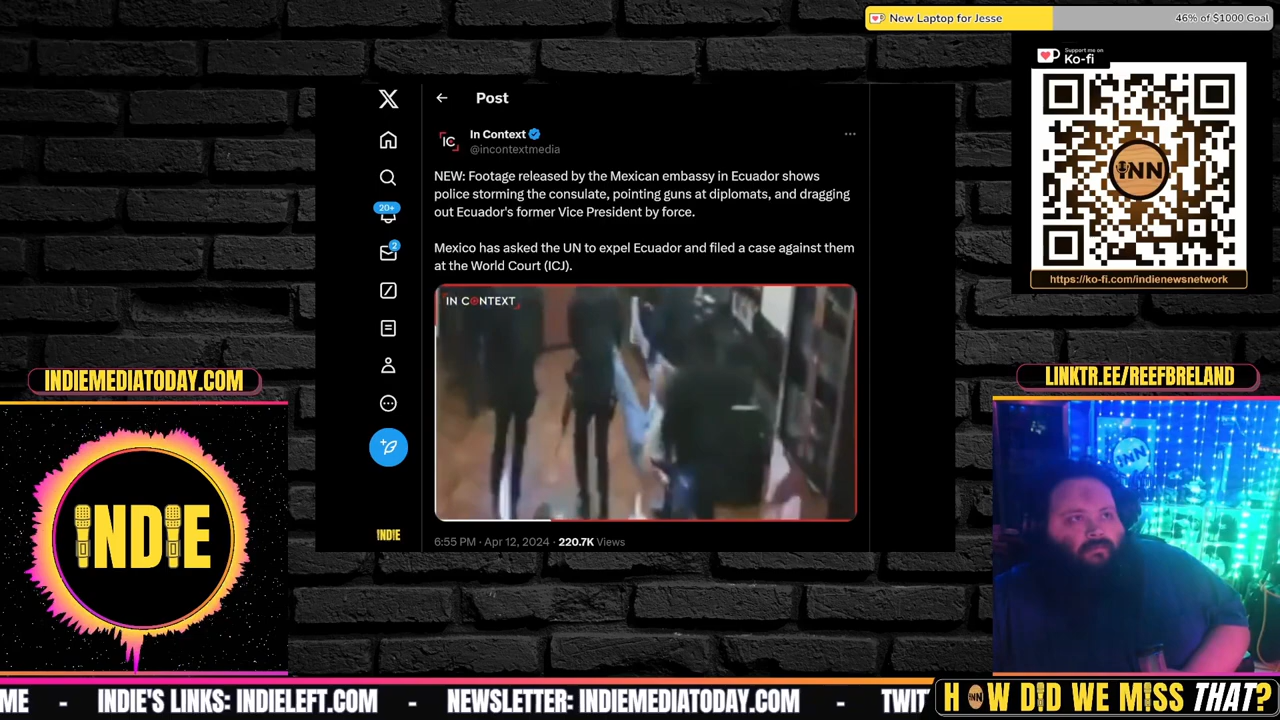 New Laptop for Jesse
46% of $1000 Goal
Support me on
Ko-fi
iNN
https://ko-fi.com/indienewsnetwork
Post
In Context
@incontextmedia
NEW: Footage released by the Mexican embassy in Ecuador shows
police storming the consulate, pointing guns at diplomats, and dragging
out Ecuador's former Vice President by force.
Mexico has asked the UN to expel Ecuador and filed a case against them
at the World Court (ICJ).
20+
2
IN CONTEXT
IC
6:55 PM · Apr 12, 2024 · 220.7K Views
iNDiE
INDIEMEDIATODAY.COM
iNDiE
LINKTR.EE/REEFBRELAND
iNN
ME - INDIE'S LINKS: INDELEFT.COM - NEWSLETTER: INDIEMEDIATODAY.COM - TWIT
HOW DiD WE MiSS THAT?